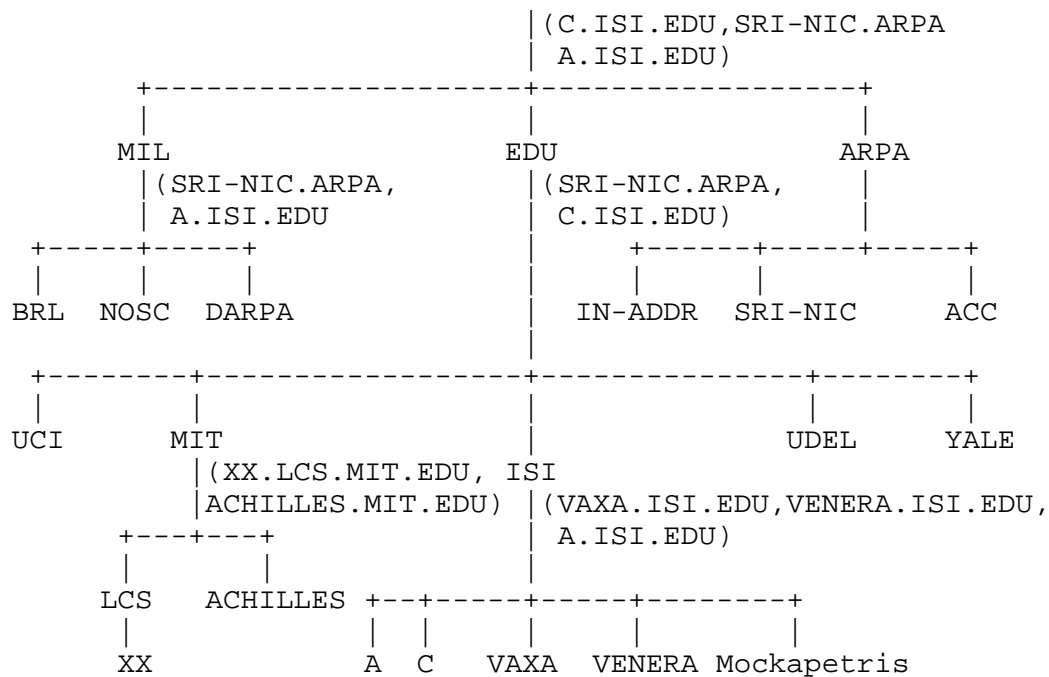 |(C.ISI.EDU,SRI-NIC.ARPA
| A.ISI.EDU)
+---------------------+------------------+
| | |
MIL EDU ARPA
|(SRI-NIC.ARPA, |(SRI-NIC.ARPA, |
| A.ISI.EDU | C.ISI.EDU) |
+-----+-----+ | +------+-----+-----+
| | | | | | |
BRL NOSC DARPA | IN-ADDR SRI-NIC ACC
|
+--------+------------------+---------------+--------+
| | | | |
UCI MIT | UDEL YALE
|(XX.LCS.MIT.EDU, ISI
|ACHILLES.MIT.EDU) |(VAXA.ISI.EDU,VENERA.ISI.EDU,
+---+---+ | A.ISI.EDU)
| | |
LCS ACHILLES +--+-----+-----+--------+
| | | | | |
XX A C VAXA VENERA Mockapetris